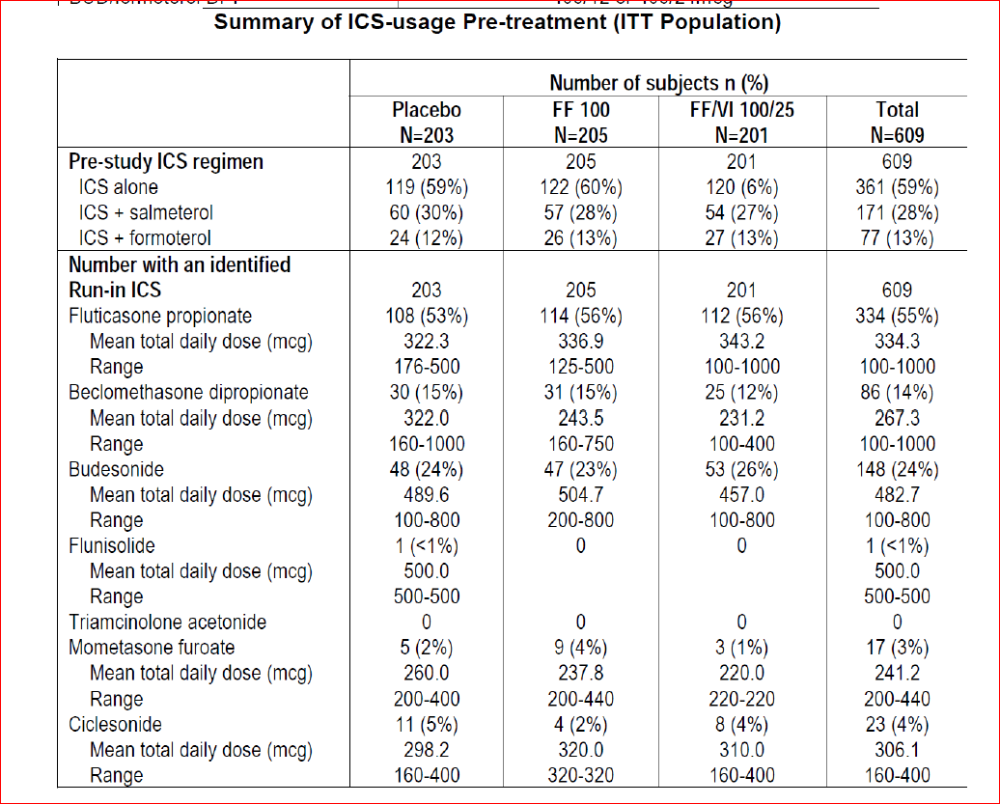 Summary of ICS-usage Pre-treatment (ITT Population)
Number of subjects n (%)
Placebo FF 100 FF/VI 100/25 Total
N=203 N=205 N=201 N=609
Pre-study ICS regimen 203 205 201 609
ICS alone 119 (59%) 122 (60%) 120 (6%) 361 (59%)
ICS + salmeterol 60 (30%) 57 (28%) 54 (27%) 171 (28%)
ICS + formoterol 24 (12%) 26 (13%) 27 (13%) 77 (13%)
Number with an identified
Run-in ICS 203 205 201 609
Fluticasone propionate 108 (53%) 114 (56%) 112 (56%) 334 (55%)
Mean total daily dose (mcg) 322.3 336.9 343.2 334.3
Range 176-500 125-500 100-1000 100-1000
Beclomethasone dipropionate 30 (15%) 31 (15%) 25 (12%) 86 (14%)
Mean total daily dose (mcg) 322.0 243.5 231.2 267.3
Range 160-1000 160-750 100-400 100-1000
Budesonide 48 (24%) 47 (23%) 53 (26%) 148 (24%)
Mean total daily dose (mcg) 489.6 504.7 457.0 482.7
Range 100-800 200-800 100-800 100-800
Flunisolide 1 (<1%) 0 0 1 (<1%)
Mean total daily dose (mcg) 500.0 500.0
Range 500-500 500-500
Triamcinolone acetonide 0 0 0 0
Mometasone furoate 5 (2%) 9 (4%) 3 (1%) 17 (3%)
Mean total daily dose (mcg) 260.0 237.8 220.0 241.2
Range 200-400 200-440 220-220 200-440
Ciclesonide 11 (5%) 4 (2%) 8 (4%) 23 (4%)
Mean total daily dose (mcg) 298.2 320.0 310.0 306.1
Range 160-400 320-320 160-400 160-400